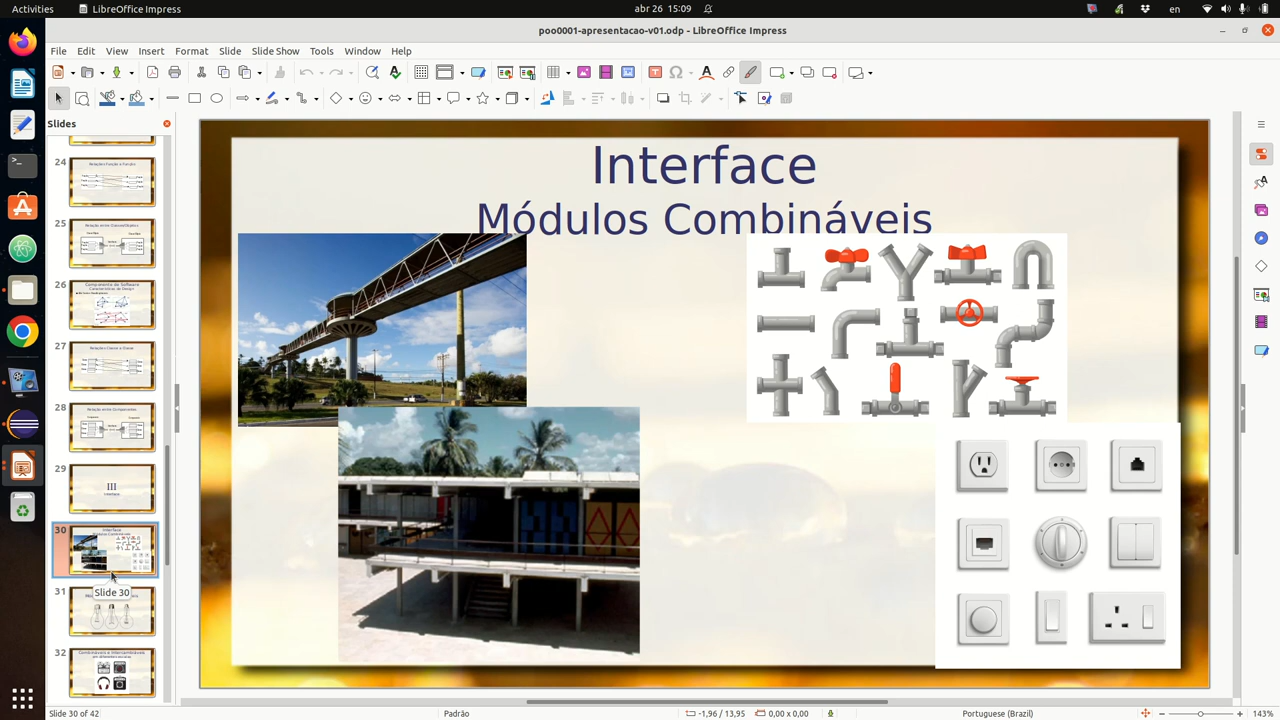 Activities
LibreOffice Impress
abr 26 15:09
en
poo0001-apresentacao-v01.odp - LibreOffice Impress
File Edit View Insert Format Slide Slide Show Tools Window Help
Slides
24
25
26
27
28
29
III
30
Slide 30
31
32
Interface
Módulos Combináveis
Slide 30 of 42
Padrão
-1,96 / 13,95
0,00 x 0,00
Portuguese (Brazil)
143%